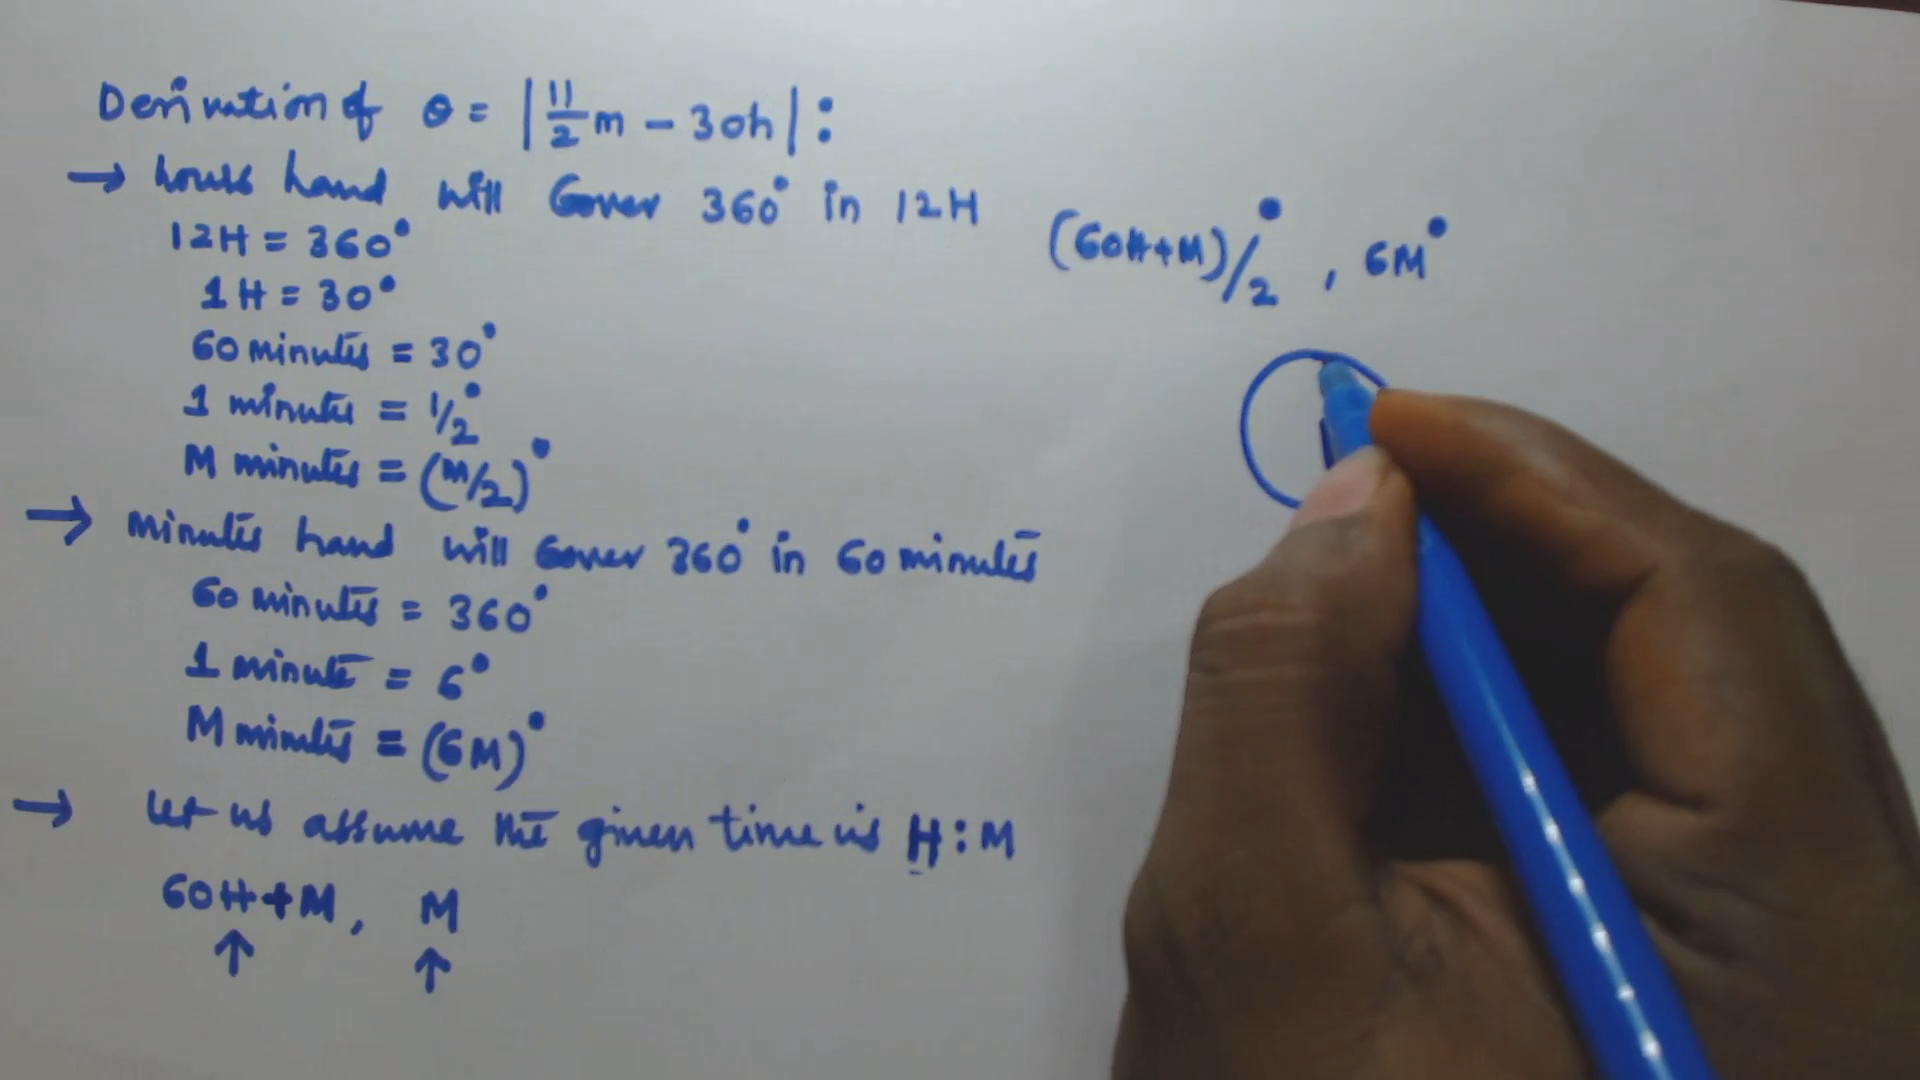 Derivation of θ = |11/2 m - 30h| :
→ hours hand will Cover 360° in 12H
12H = 360°
1H = 30°
60 minutes = 30°
1 minutes = 1/2°
M minutes = (M/2)°
→ Minutes hand will Cover 360° in 60 minutes
60 minutes = 360°
1 minute = 6°
M minutes = (6M)°
→ Let us assume the given time is H : M
60H+M, M
↑ ↑
(60H+M)/2°, 6M°